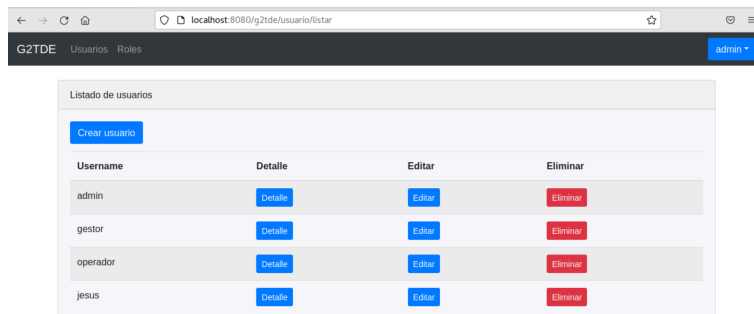 localhost:8080/g2tde/usuario/listar
G2TDE Usuarios Roles admin
Listado de usuarios
Crear usuario
Username Detalle Editar Eliminar
admin Detalle Editar Eliminar
gestor Detalle Editar Eliminar
operador Detalle Editar Eliminar
jesus Detalle Editar Eliminar